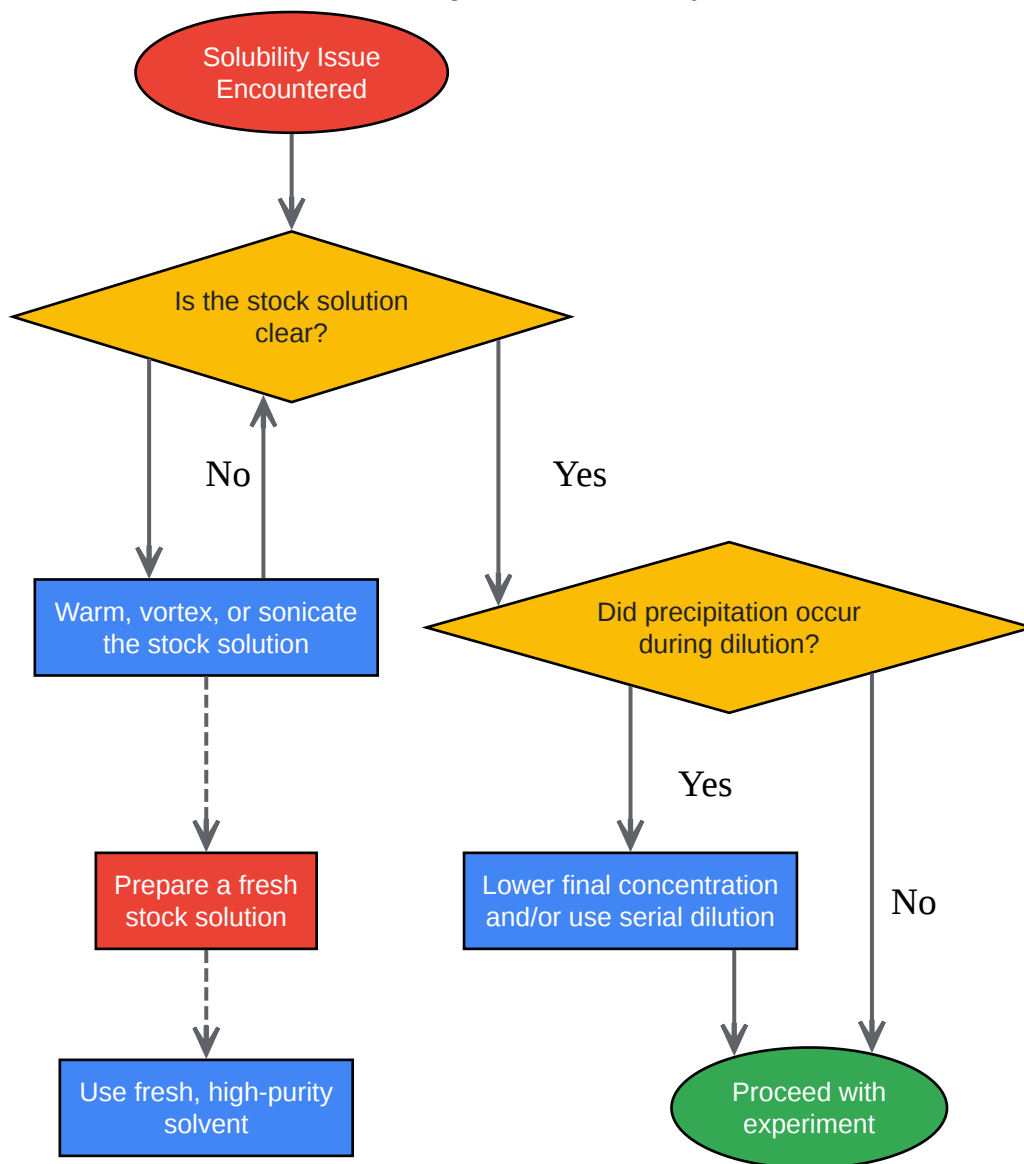 Solubility Issue
Encountered
Is the stock solution
clear?
No
Yes
Warm, vortex, or sonicate
the stock solution
Did precipitation occur
during dilution?
Yes
Prepare a fresh
stock solution
Lower final concentration
and/or use serial dilution
No
Use fresh, high-purity
solvent
Proceed with
experiment